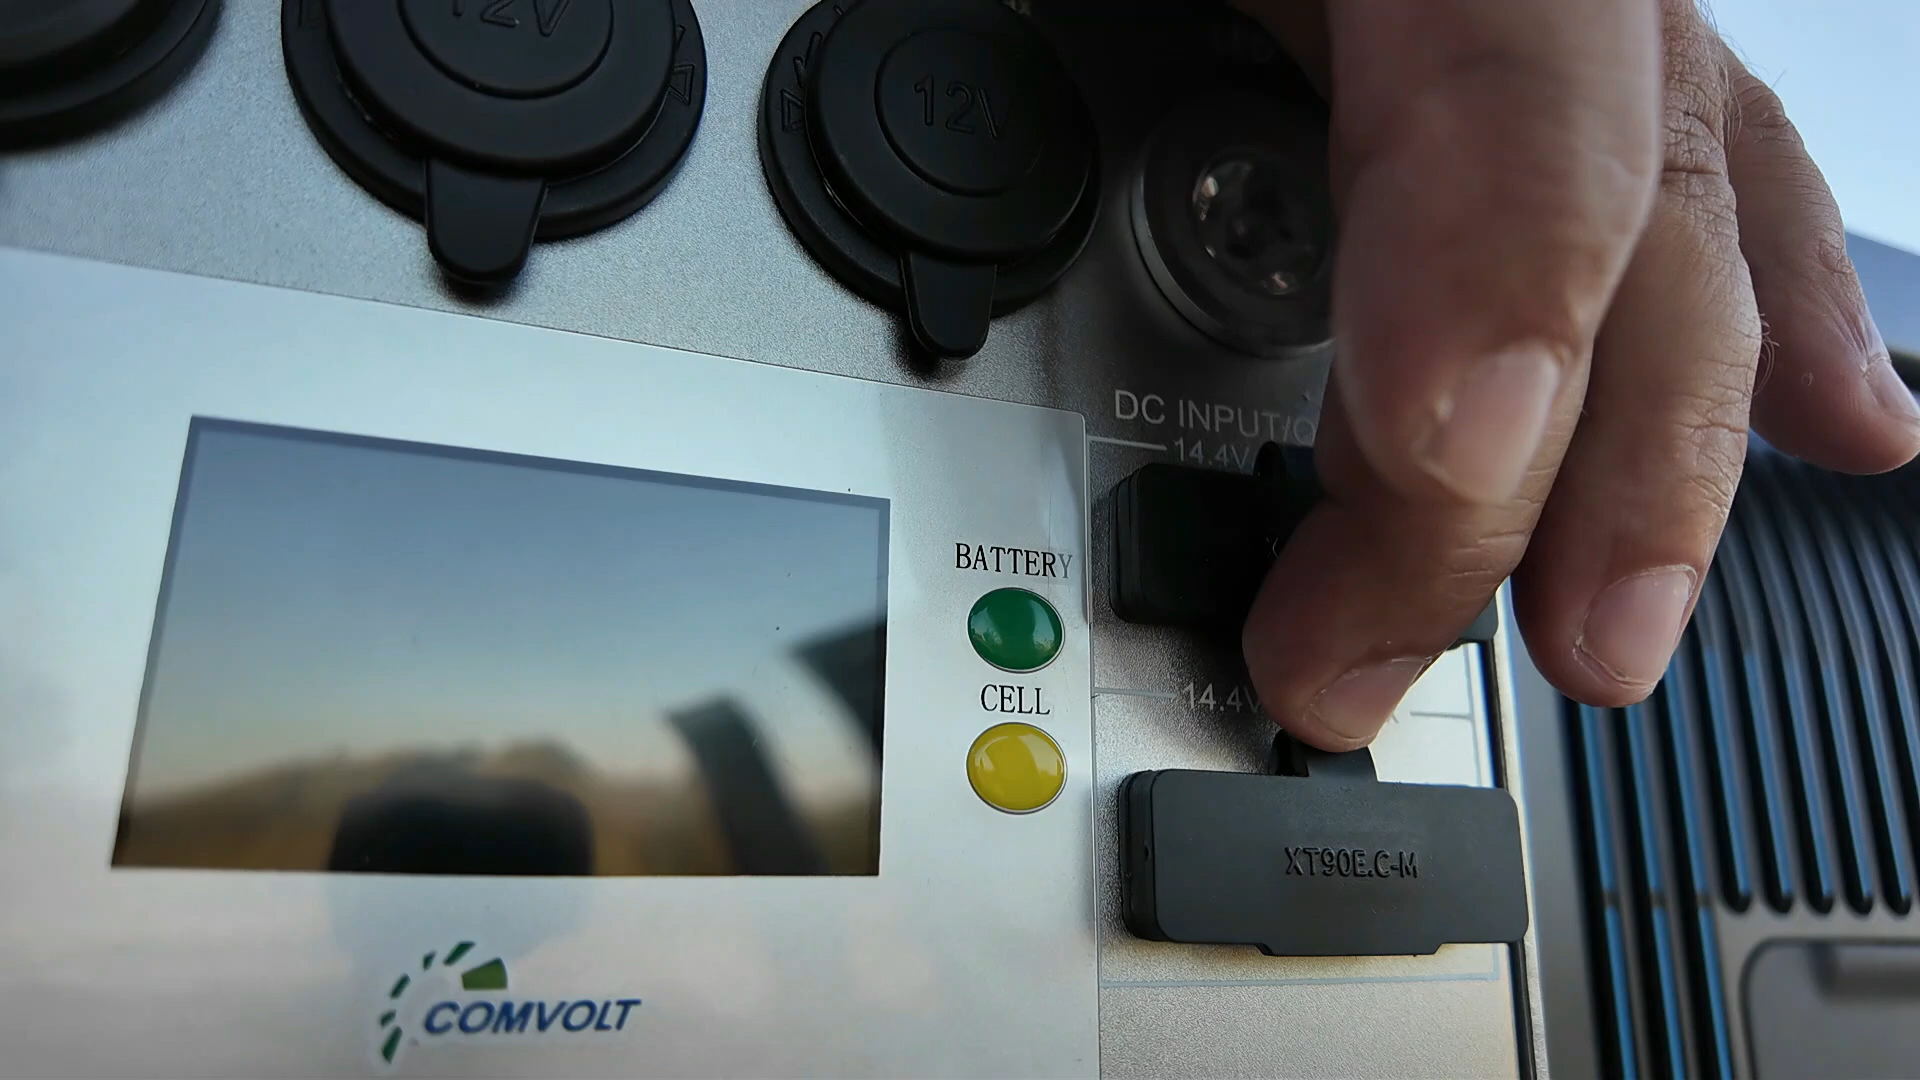 12V
12V
DC INPUT/O
14.4V
BATTERY
CELL
14.4V
XT90E.C-M
COMVOLT